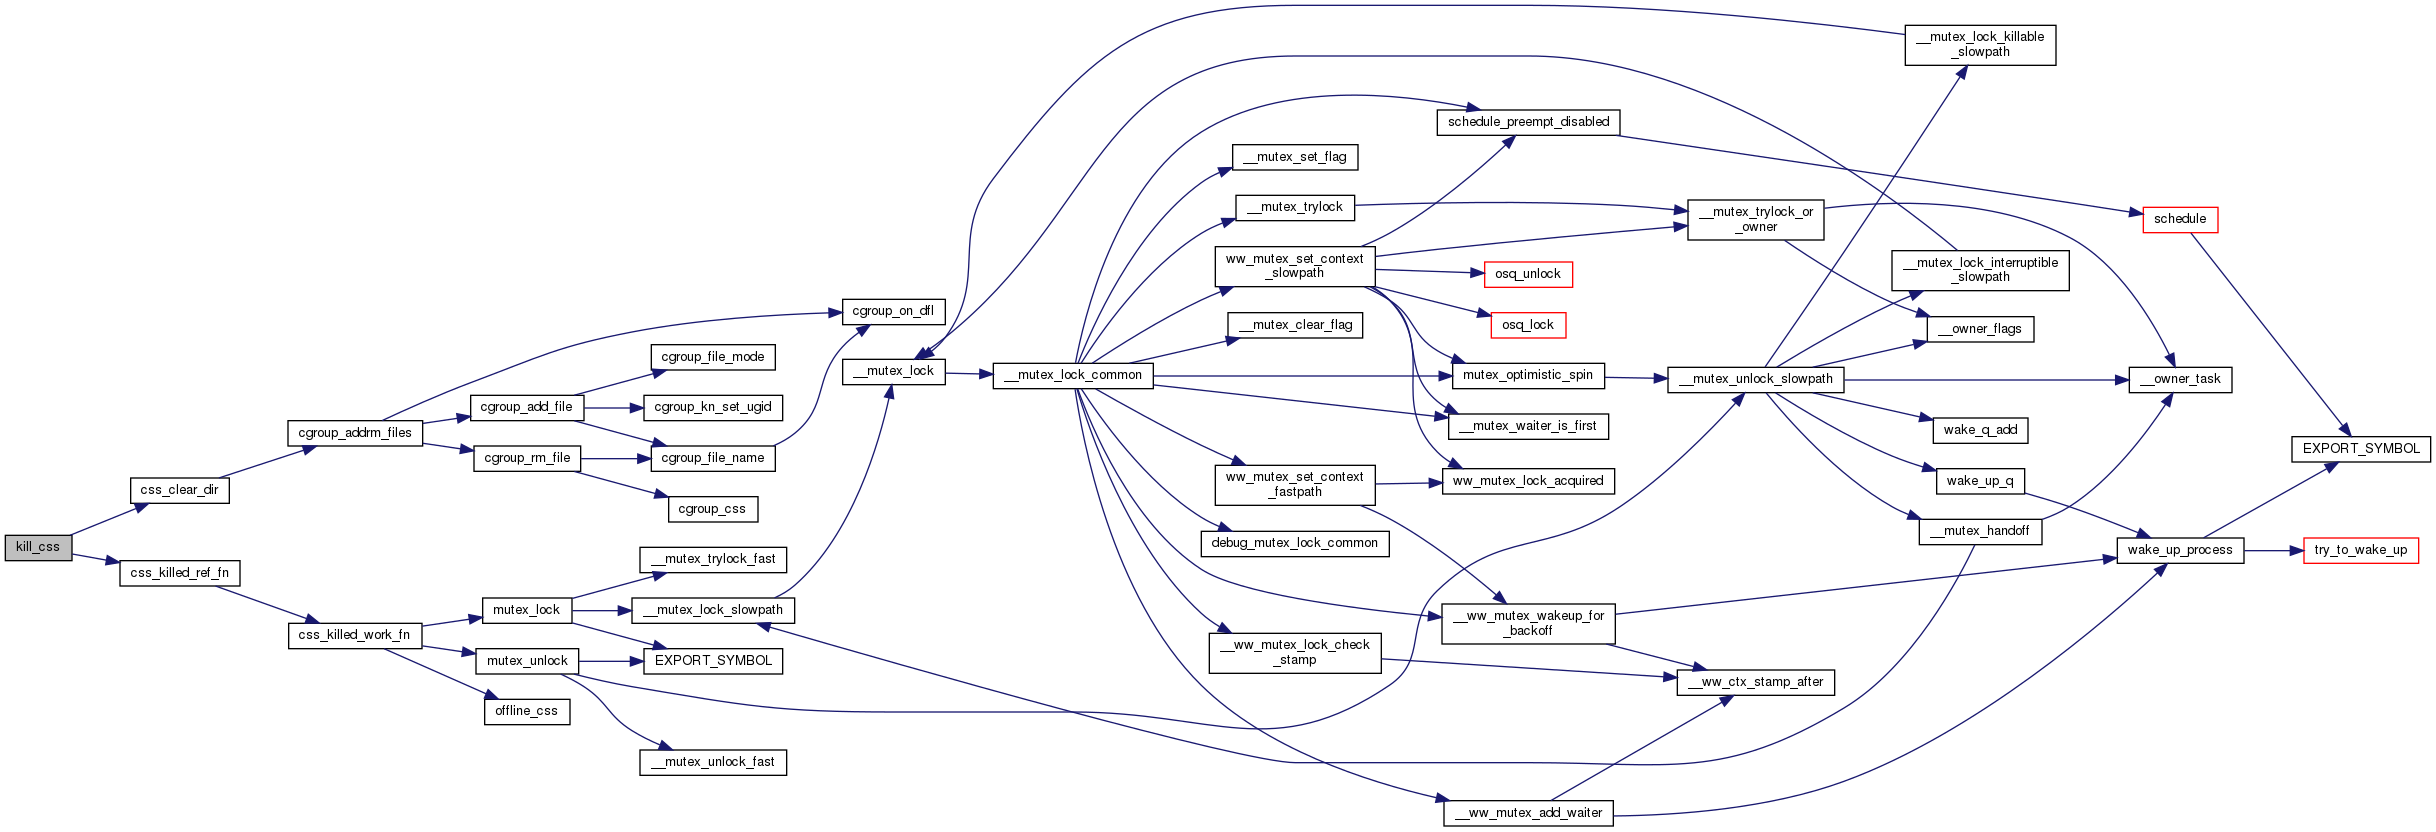 kill_css
css_clear_dir
css_killed_ref_fn
cgroup_addrm_files
css_killed_work_fn
cgroup_add_file
cgroup_rm_file
mutex_lock
mutex_unlock
offline_css
cgroup_file_mode
cgroup_kn_set_ugid
cgroup_file_name
cgroup_css
__mutex_trylock_fast
__mutex_lock_slowpath
EXPORT_SYMBOL
__mutex_unlock_fast
cgroup_on_dfl
__mutex_lock
__mutex_lock_common
__mutex_set_flag
__mutex_trylock
ww_mutex_set_context
_slowpath
__mutex_clear_flag
ww_mutex_set_context
_fastpath
debug_mutex_lock_common
__ww_mutex_lock_check
_stamp
schedule_preempt_disabled
osq_unlock
osq_lock
mutex_optimistic_spin
__mutex_waiter_is_first
ww_mutex_lock_acquired
__ww_mutex_wakeup_for
_backoff
__ww_mutex_add_waiter
__mutex_trylock_or
_owner
__mutex_unlock_slowpath
__ww_ctx_stamp_after
__mutex_lock_killable
_slowpath
__mutex_lock_interruptible
_slowpath
__owner_flags
wake_q_add
wake_up_q
__mutex_handoff
schedule
__owner_task
wake_up_process
EXPORT_SYMBOL
try_to_wake_up